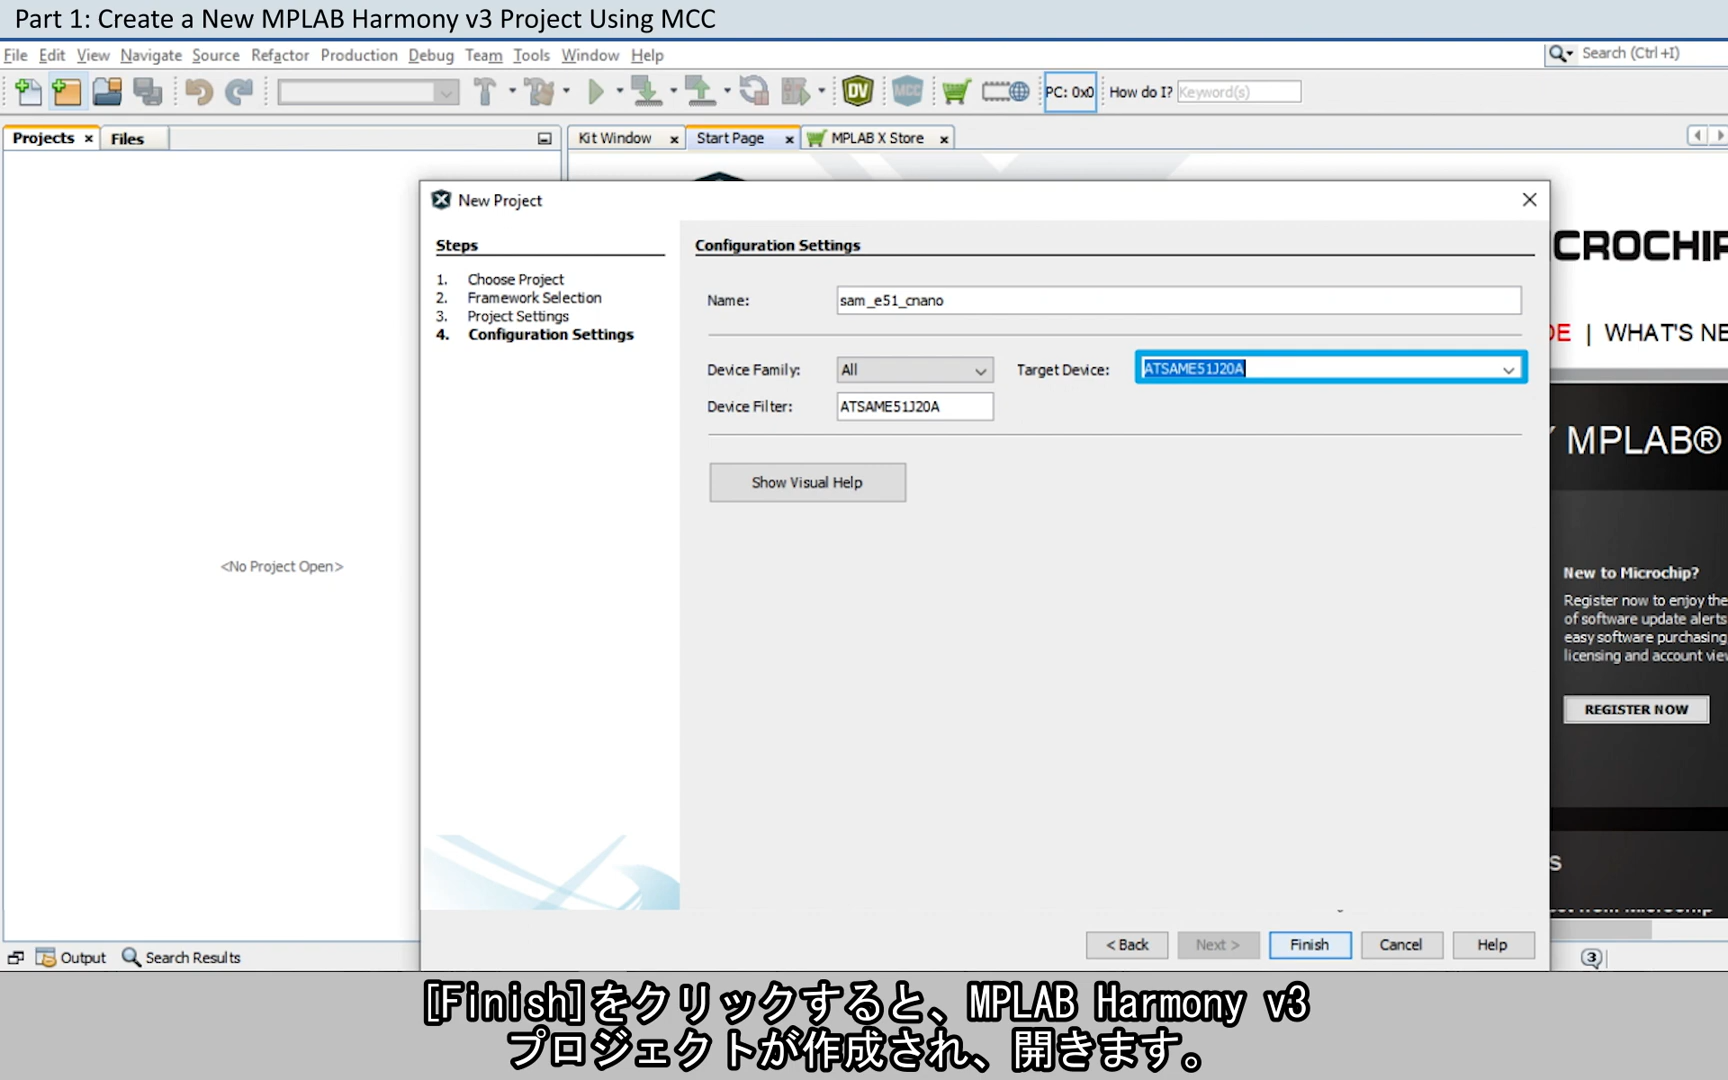 Part 1: Create a New MPLAB Harmony v3 Project Using MCC
File Edit View Navigate Source Refactor Production Debug Team Tools Window Help
Search (Ctrl+I)
DV MCC PC: 0x0 How do I? Keyword(s)
Projects Files Kit Window Start Page MPLAB X Store
New Project
Steps
1. Choose Project
2. Framework Selection
3. Project Settings
4. Configuration Settings
Configuration Settings
Name: sam_e51_cnano
Device Family: All Target Device: ATSAME51J20A
Device Filter: ATSAME51J20A
Show Visual Help
<No Project Open>
CROCHIP
DE | WHAT'S NE
MPLAB®
New to Microchip?
Register now to enjoy the
of software update alerts
easy software purchasing
licensing and account vie
REGISTER NOW
S
< Back Next > Finish Cancel Help
Output Search Results 3
[Finish]をクリックすると、MPLAB Harmony v3
プロジェクトが作成され、開きます。